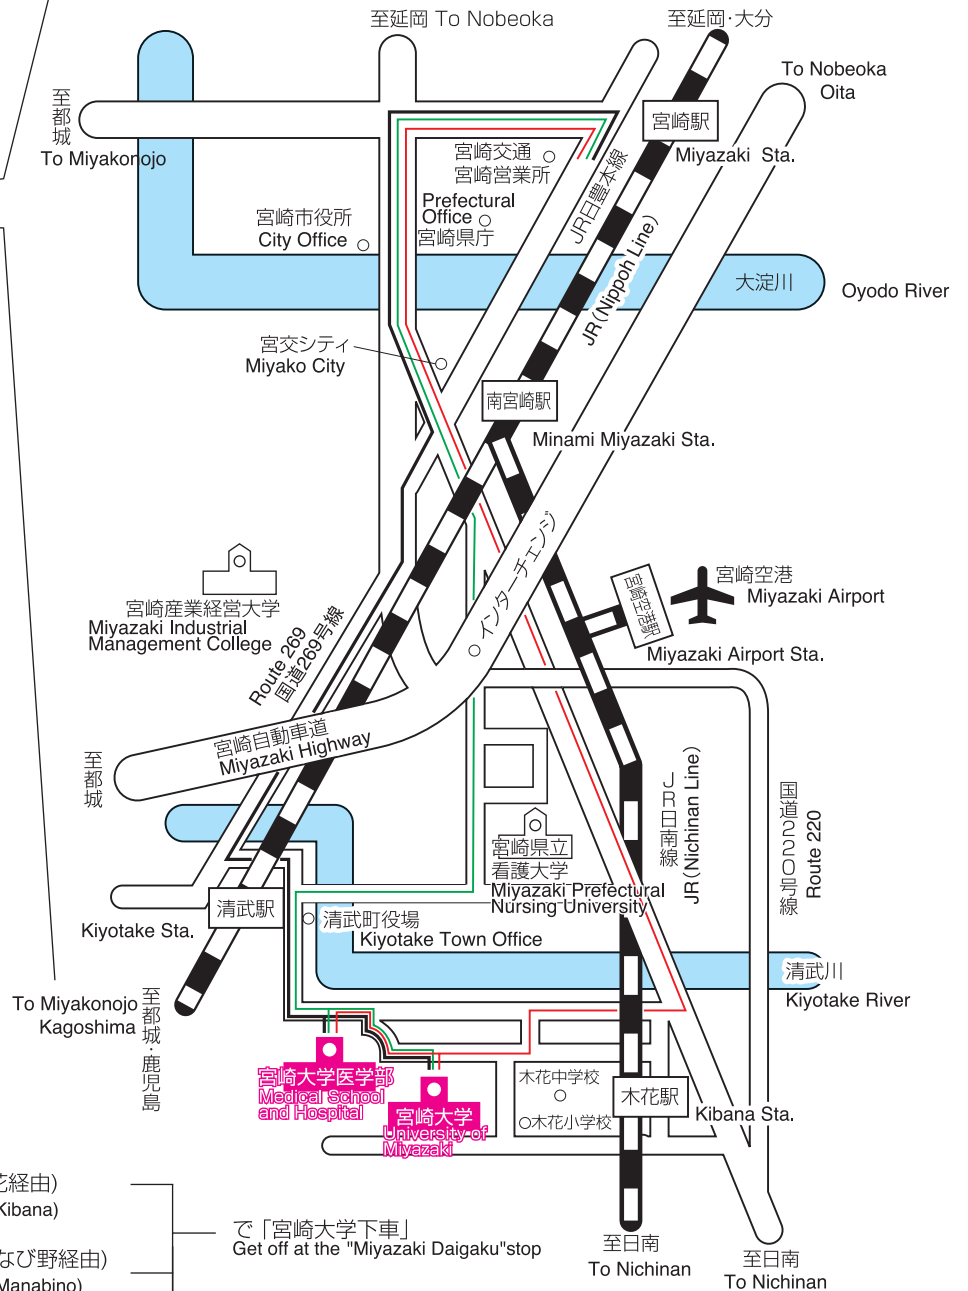 至延岡 To Nobeoka
至延岡・大分
To Nobeoka
Oita
至都城
To Miyakonojo
宮崎駅
Miyazaki Sta.
宮崎交通
宮崎営業所
JR日豊本線
JR(Nippoh Line)
Prefectural
Office
宮崎県庁
宮崎市役所
City Office
大淀川
Oyodo River
宮交シティ
Miyako City
南宮崎駅
Minami Miyazaki Sta.
インターチェンジ
宮崎空港
Miyazaki Airport
宮崎空港駅
Miyazaki Airport Sta.
宮崎産業経営大学
Miyazaki Industrial
Management College
Route 269
国道269号線
宮崎自動車道
Miyazaki Highway
至都城
JR日南線
JR(Nichinan Line)
国道220号線
Route 220
宮崎県立
看護大学
Miyazaki Prefectural
Nursing University
清武駅
Kiyotake Sta.
清武町役場
Kiyotake Town Office
清武川
Kiyotake River
To Miyakonojo
Kagoshima
至都城・鹿児島
宮崎大学医学部
Medical School
and Hospital
宮崎大学
University of
Miyazaki
木花中学校
木花小学校
木花駅
Kibana Sta.
花経由)
Kibana)
なび野経由)
Manabino)
で「宮崎大学下車」
Get off at the "Miyazaki Daigaku"stop
至日南
To Nichinan
至日南
To Nichinan